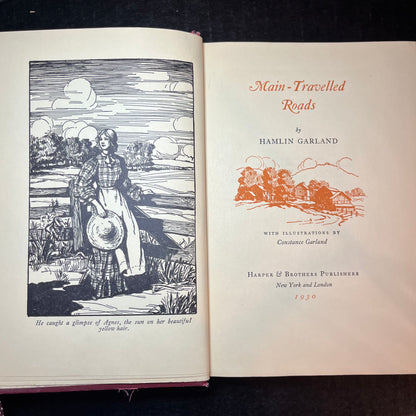 He caught a glimpse of Agnes, the sun on her beautiful
yellow hair.
Main-Travelled
Roads
by
HAMLIN GARLAND
WITH ILLUSTRATIONS BY
Constance Garland
HARPER & BROTHERS PUBLISHERS
New York and London
1930